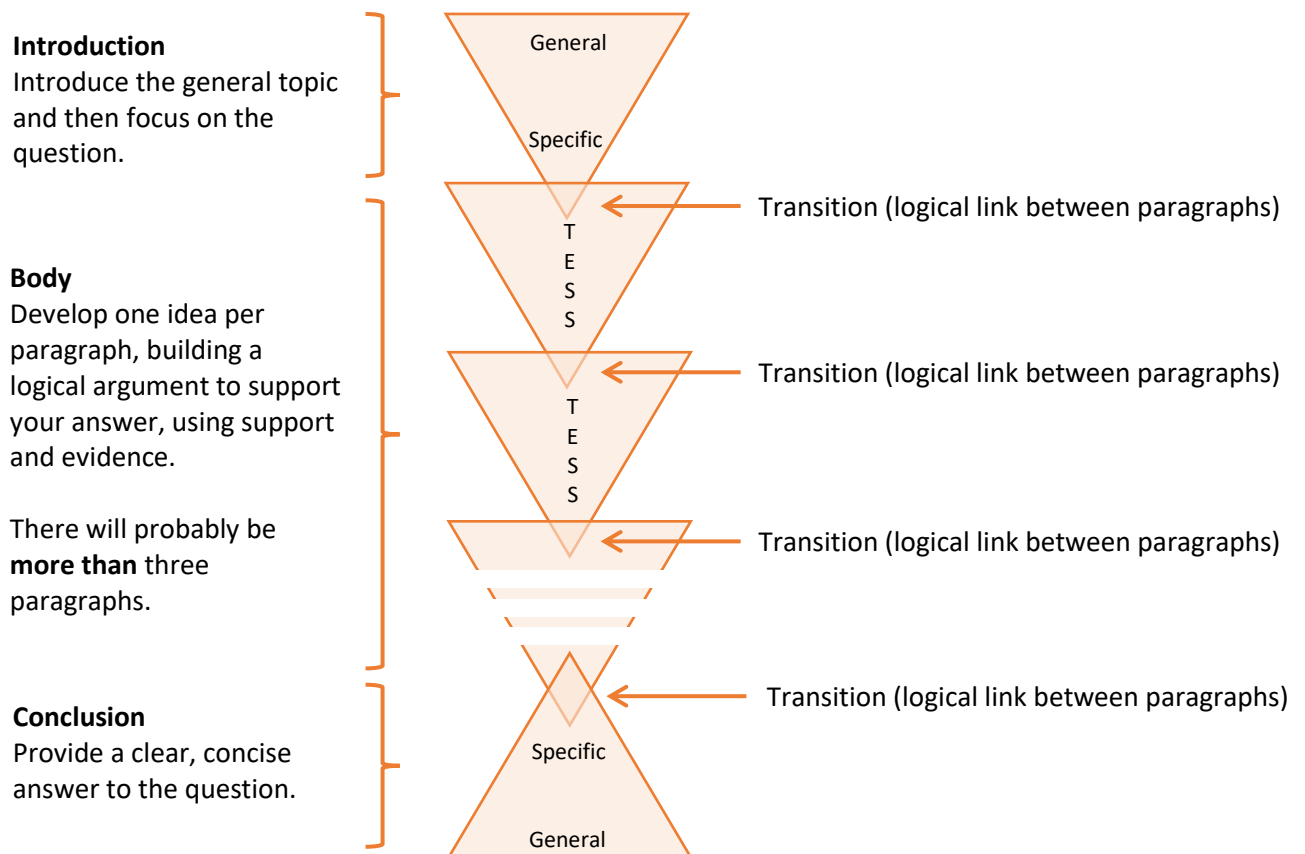 Introduction
Introduce the general topic
and then focus on the
question.
General
Specific
Transition (logical link between paragraphs)
T
E
S
S
Body
Develop one idea per
paragraph, building a
logical argument to support
your answer, using support
and evidence.
There will probably be
more than three
paragraphs.
Transition (logical link between paragraphs)
T
E
S
S
Transition (logical link between paragraphs)
Transition (logical link between paragraphs)
Conclusion
Provide a clear, concise
answer to the question.
Specific
General